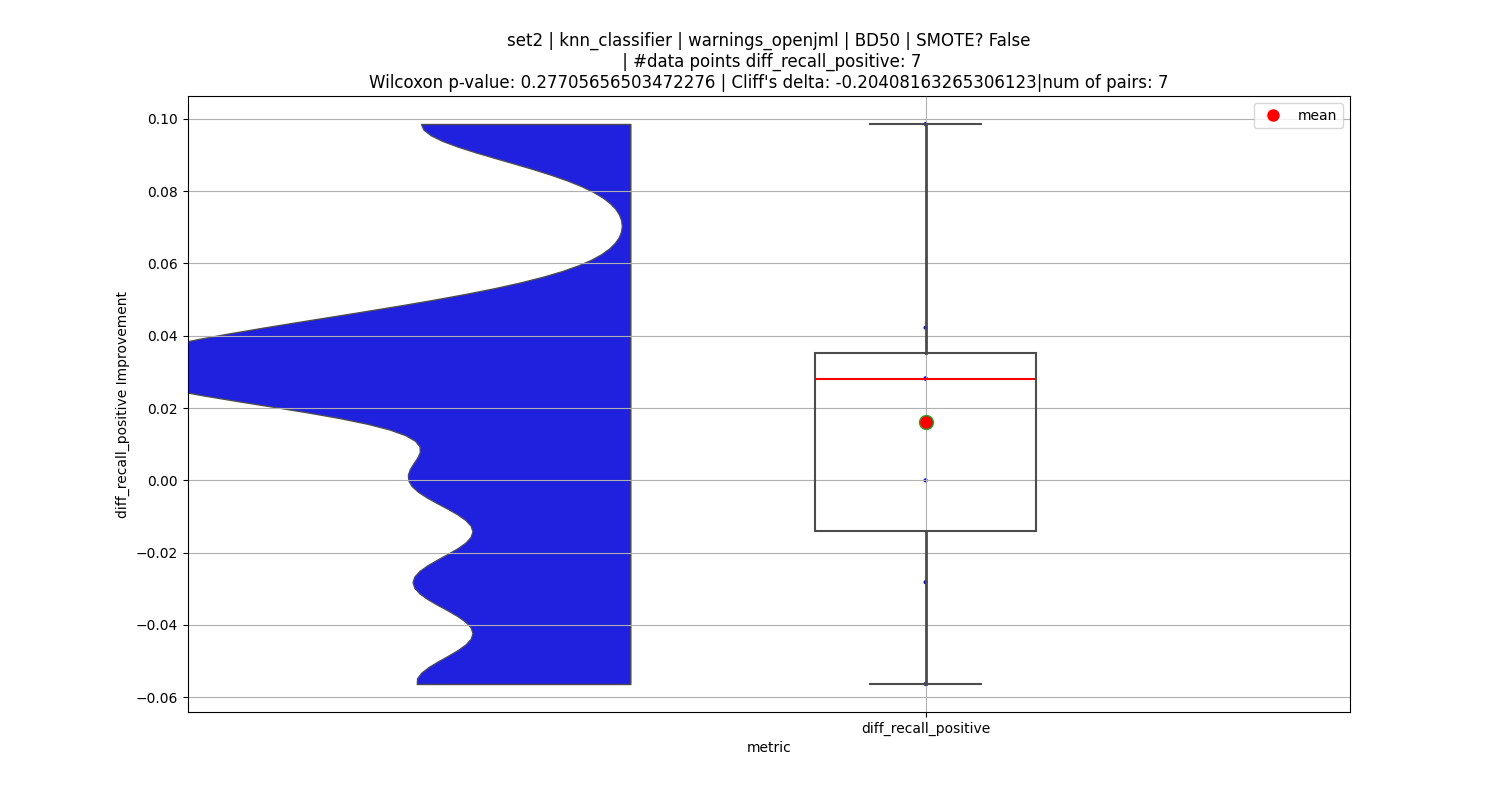 set2 | knn_classifier | warnings_openjml | BD50 | SMOTE? False
| #data points diff_recall_positive: 7
Wilcoxon p-value: 0.27705656503472276 | Cliff's delta: -0.20408163265306123|num of pairs: 7
mean
0.10
0.08
0.06
0.04
0.02
0.00
−0.02
−0.04
−0.06
diff_recall_positive Improvement
diff_recall_positive
metric